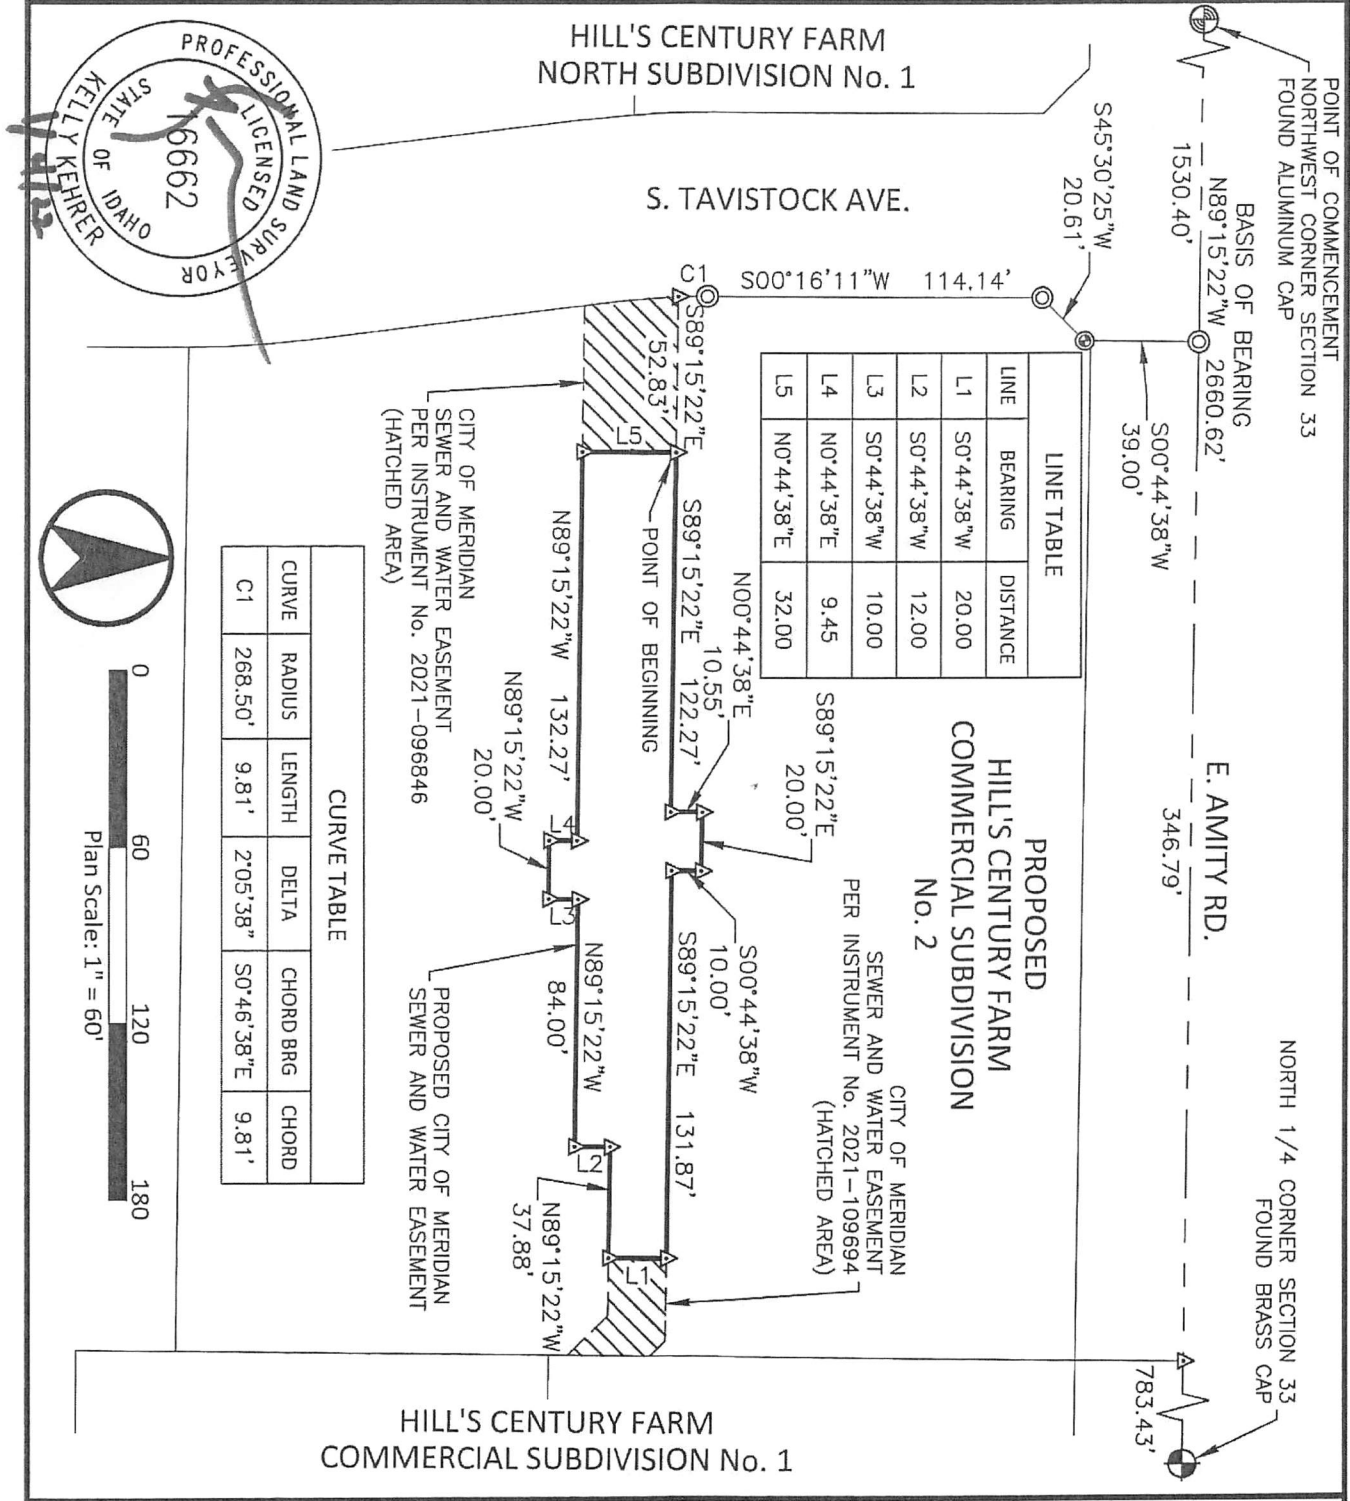 POINT OF COMMENCEMENT
NORTHWEST CORNER SECTION 33
FOUND ALUMINUM CAP
BASIS OF BEARING
N89°15'22"W 2660.62'
1530.40'
S00°44'38"W
39.00'
E. AMITY RD.
346.79'
NORTH 1/4 CORNER SECTION 33
FOUND BRASS CAP
783.43'
HILL'S CENTURY FARM
NORTH SUBDIVISION No. 1
S. TAVISTOCK AVE.
S45°30'25"W
20.61'
S00°16'11"W 114.14'
C1
LINE TABLE
LINE BEARING DISTANCE
L1 S0°44'38"W 20.00
L2 S0°44'38"W 12.00
L3 S0°44'38"W 10.00
L4 N0°44'38"E 9.45
L5 N0°44'38"E 32.00
PROPOSED
HILL'S CENTURY FARM
COMMERCIAL SUBDIVISION
No. 2
S89°15'22"E
52.83'
S89°15'22"E 122.27'
N00°44'38"E
10.55'
S89°15'22"E
20.00'
S00°44'38"W
10.00'
S89°15'22"E 131.87'
CITY OF MERIDIAN
SEWER AND WATER EASEMENT
PER INSTRUMENT No. 2021-109694
(HATCHED AREA)
POINT OF BEGINNING
L5
N89°15'22"W 132.27'
L4
N89°15'22"W
20.00'
L3
N89°15'22"W
84.00'
L2
N89°15'22"W
37.88'
L1
CITY OF MERIDIAN
SEWER AND WATER EASEMENT
PER INSTRUMENT No. 2021-096846
(HATCHED AREA)
PROPOSED CITY OF MERIDIAN
SEWER AND WATER EASEMENT
CURVE TABLE
CURVE RADIUS LENGTH DELTA CHORD BRG CHORD
C1 268.50' 9.81' 2°05'38" S0°46'38"E 9.81'
0 60 120 180
Plan Scale: 1" = 60'
HILL'S CENTURY FARM
COMMERCIAL SUBDIVISION No. 1
PROFESSIONAL LAND SURVEYOR
LICENSED
16662
STATE OF IDAHO
KELLY KEHRER